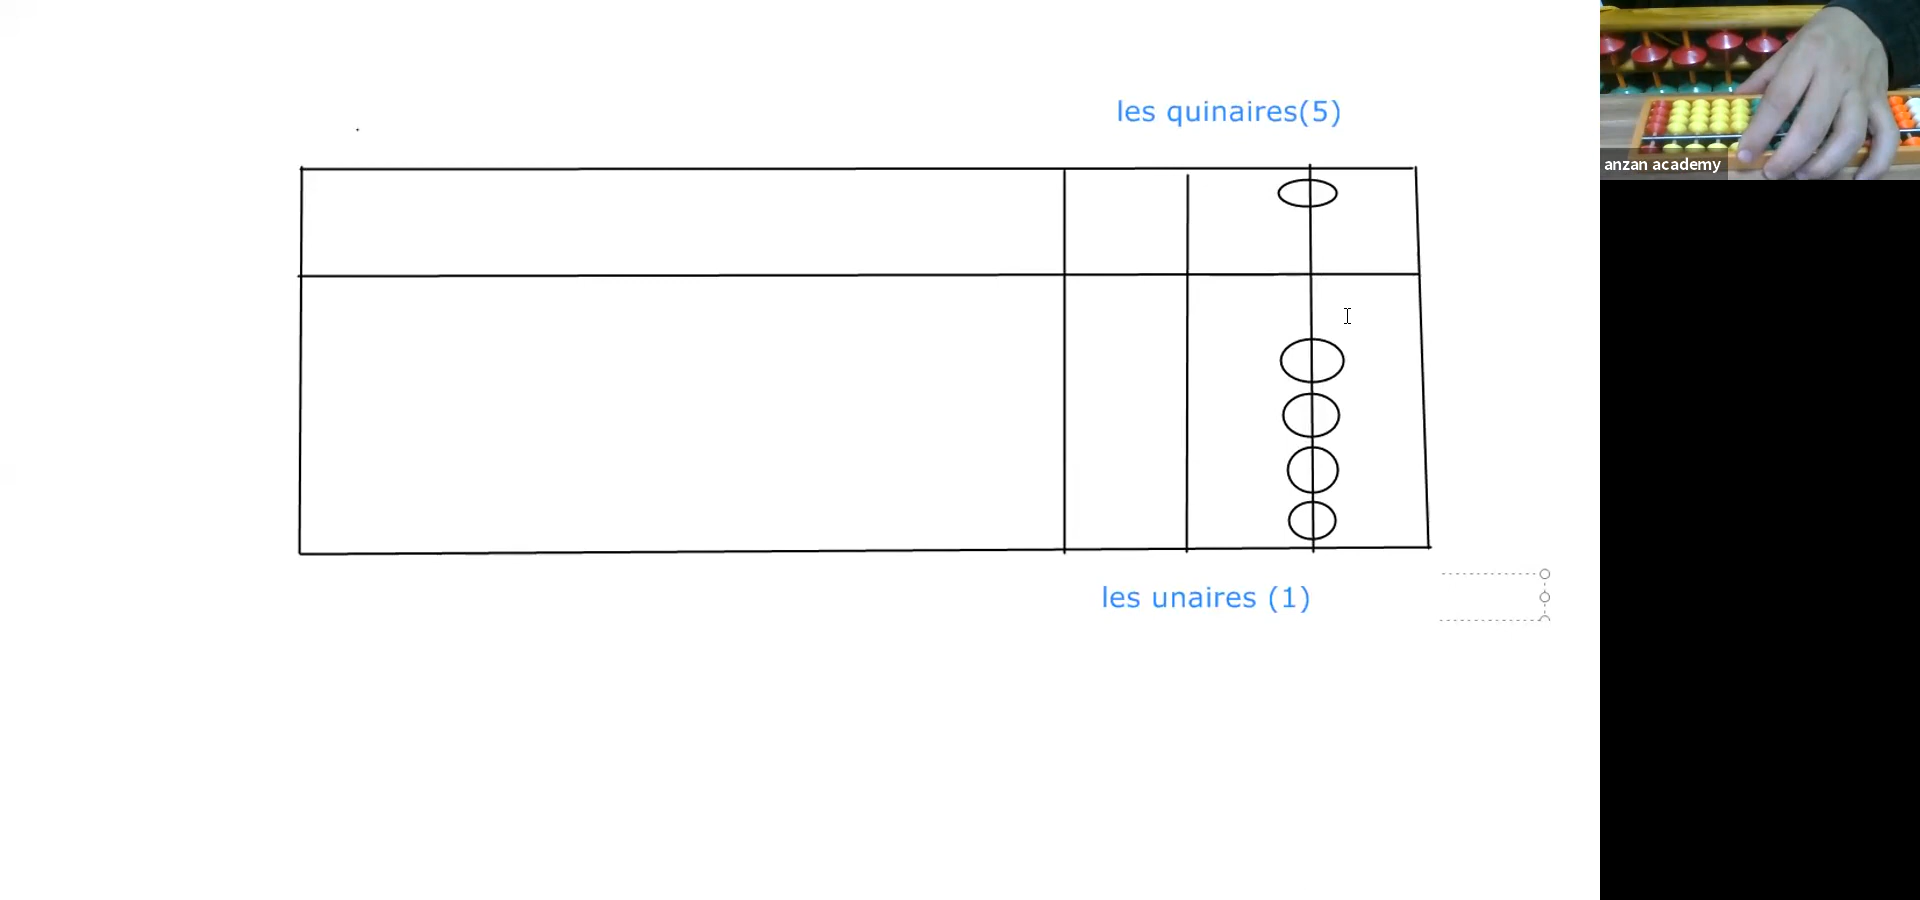 les quinaires(5)
anzan academy
les unaires (1)